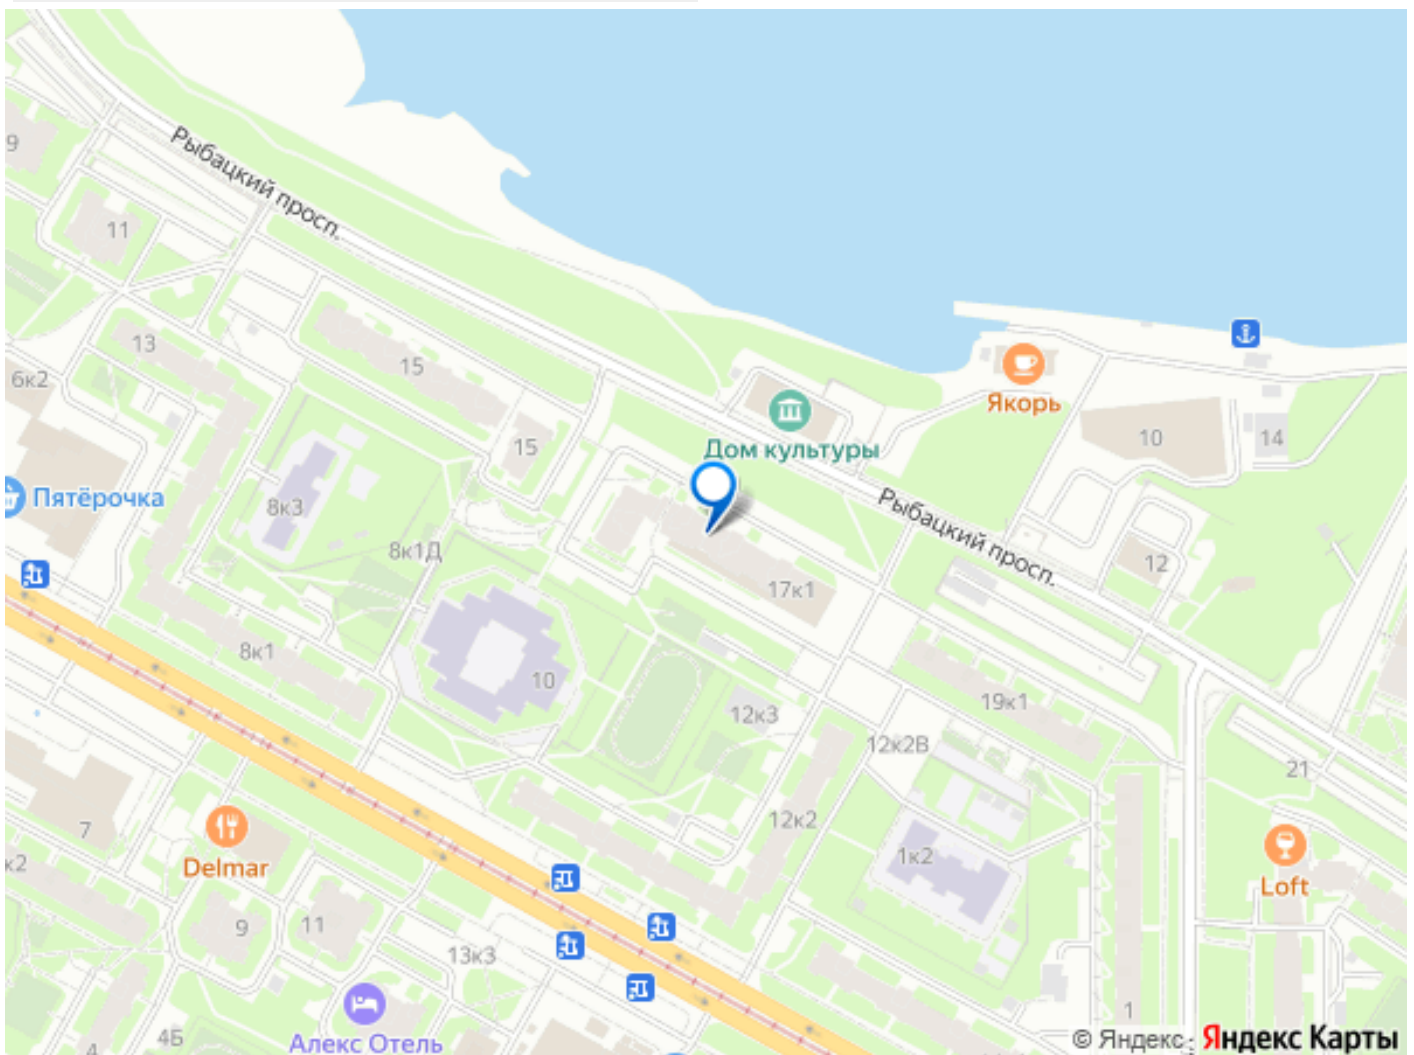 9
Рыбацкий просп.
11
13
15
6к2
Якорь
Дом культуры
10
14
15
Пятёрочка
8к3
Рыбацкий просп.
8к1Д
12
17к1
8к1
10
19к1
12к3
12к2В
21
7
12к2
Delmar
к2
1к2
Loft
9
11
13к3
1
4Б
4
Алекс Отель
© Яндекс
Яндекс Карты